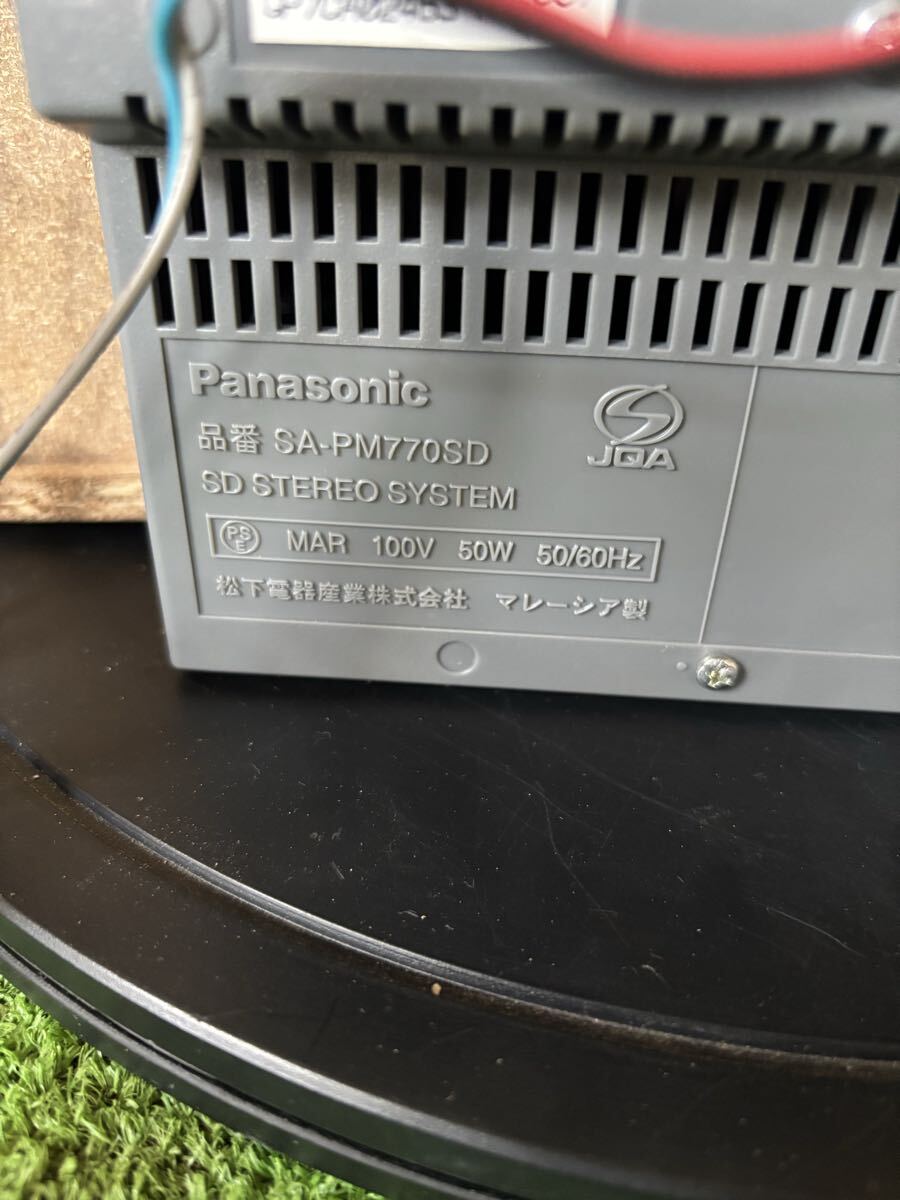 Panasonic
品番 SA-PM770SD
JQA
SD STEREO SYSTEM
PS E MAR 100V 50W 50/60Hz
松下電器産業株式会社 マレーシア製